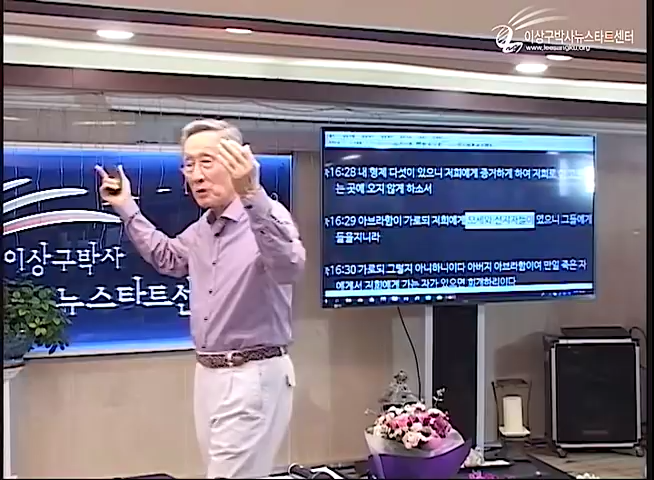 이상구박사뉴스타트센터
www.leesangku.org
눅16:28 내 형제 다섯이 있으니 저희에게 증거하게 하여 저희로 이 고통받
는 곳에 오지 않게 하소서
눅16:29 아브라함이 가로되 저희에게 모세와 선지자들이 있으니 그들에게
들을지니라
눅16:30 가로되 그렇지 아니하니이다 아버지 아브라함이여 만일 죽은 자
에게서 저희에게 가는 자가 있으면 회개하리이다
이상구박사
뉴스타트센